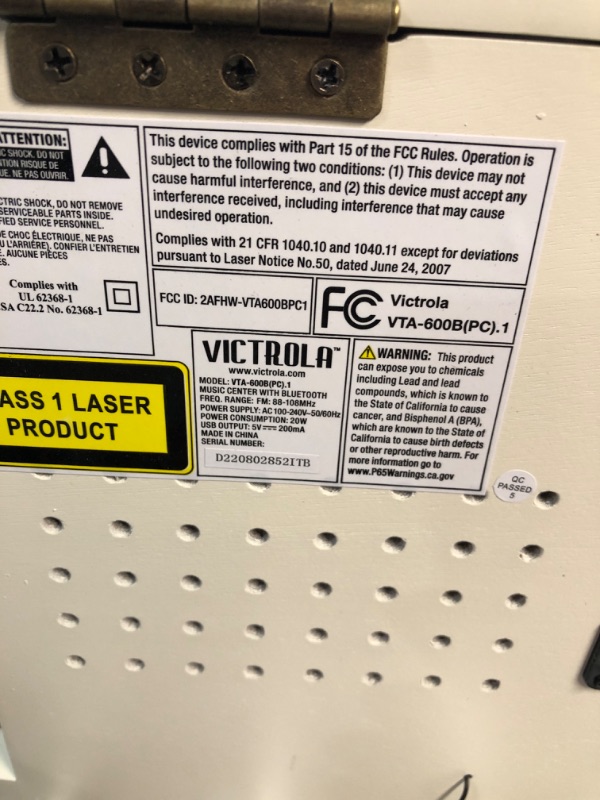 ATTENTION:
C SHOCK. DO NOT
TION RISQUE DE
UE. NE PAS OUVRIR.
CTRIC SHOCK, DO NOT REMOVE
SERVICEABLE PARTS INSIDE.
FIED SERVICE PERSONNEL.
E CHOC ÉLECTRIQUE, NE PAS
U L'ARRIÈRE). CONFIER L'ENTRETIEN
. AUCUNE PIÈCES
S.
Complies with
UL 62368-1
SA C22.2 No. 62368-1
This device complies with Part 15 of the FCC Rules. Operation is
subject to the following two conditions: (1) This device may not
cause harmful interference, and (2) this device must accept any
interference received, including interference that may cause
undesired operation.
Complies with 21 CFR 1040.10 and 1040.11 except for deviations
pursuant to Laser Notice No.50, dated June 24, 2007
FCC ID: 2AFHW-VTA600BPC1
FC Victrola
VTA-600B(PC).1
ASS 1 LASER
PRODUCT
VICTROLA™
www.victrola.com
MODEL: VTA-600B(PC).1
MUSIC CENTER WITH BLUETOOTH
FREQ. RANGE: FM: 88-108MHz
POWER SUPPLY: AC 100-240V~50/60Hz
POWER CONSUMPTION: 20W
USB OUTPUT: 5V⎓200mA
MADE IN CHINA
SERIAL NUMBER:
D220802852ITB
WARNING: This product
can expose you to chemicals
including Lead and lead
compounds, which is known to
the State of California to cause
cancer, and Bisphenol A (BPA),
which are known to the State of
California to cause birth defects
or other reproductive harm. For
more information go to
www.P65Warnings.ca.gov
QC
PASSED
5